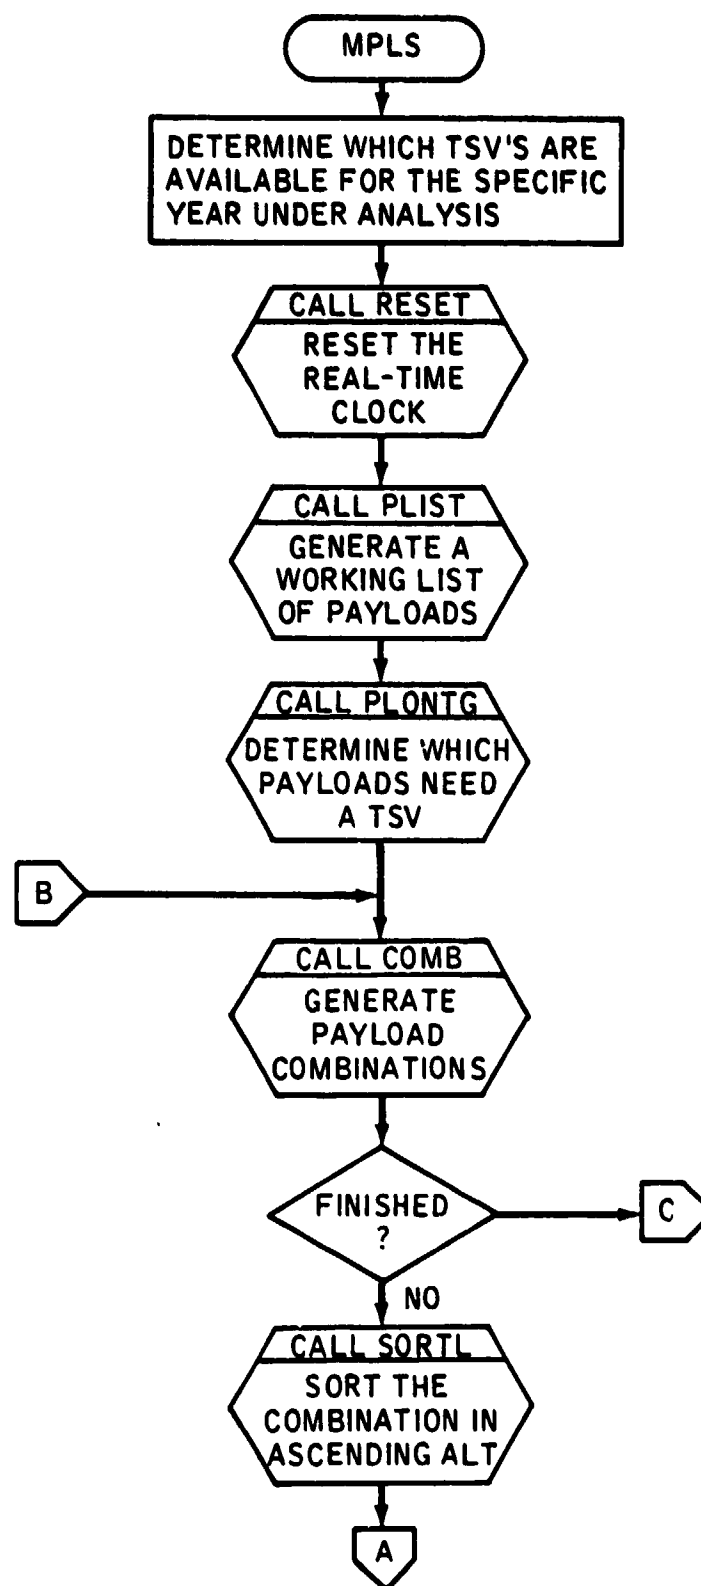 MPLS
DETERMINE WHICH TSV'S ARE
AVAILABLE FOR THE SPECIFIC
YEAR UNDER ANALYSIS
CALL RESET
RESET THE
REAL-TIME
CLOCK
CALL PLIST
GENERATE A
WORKING LIST
OF PAYLOADS
CALL PLONTG
DETERMINE WHICH
PAYLOADS NEED
A TSV
B
CALL COMB
GENERATE
PAYLOAD
COMBINATIONS
FINISHED
?
C
NO
CALL SORTL
SORT THE
COMBINATION IN
ASCENDING ALT
A